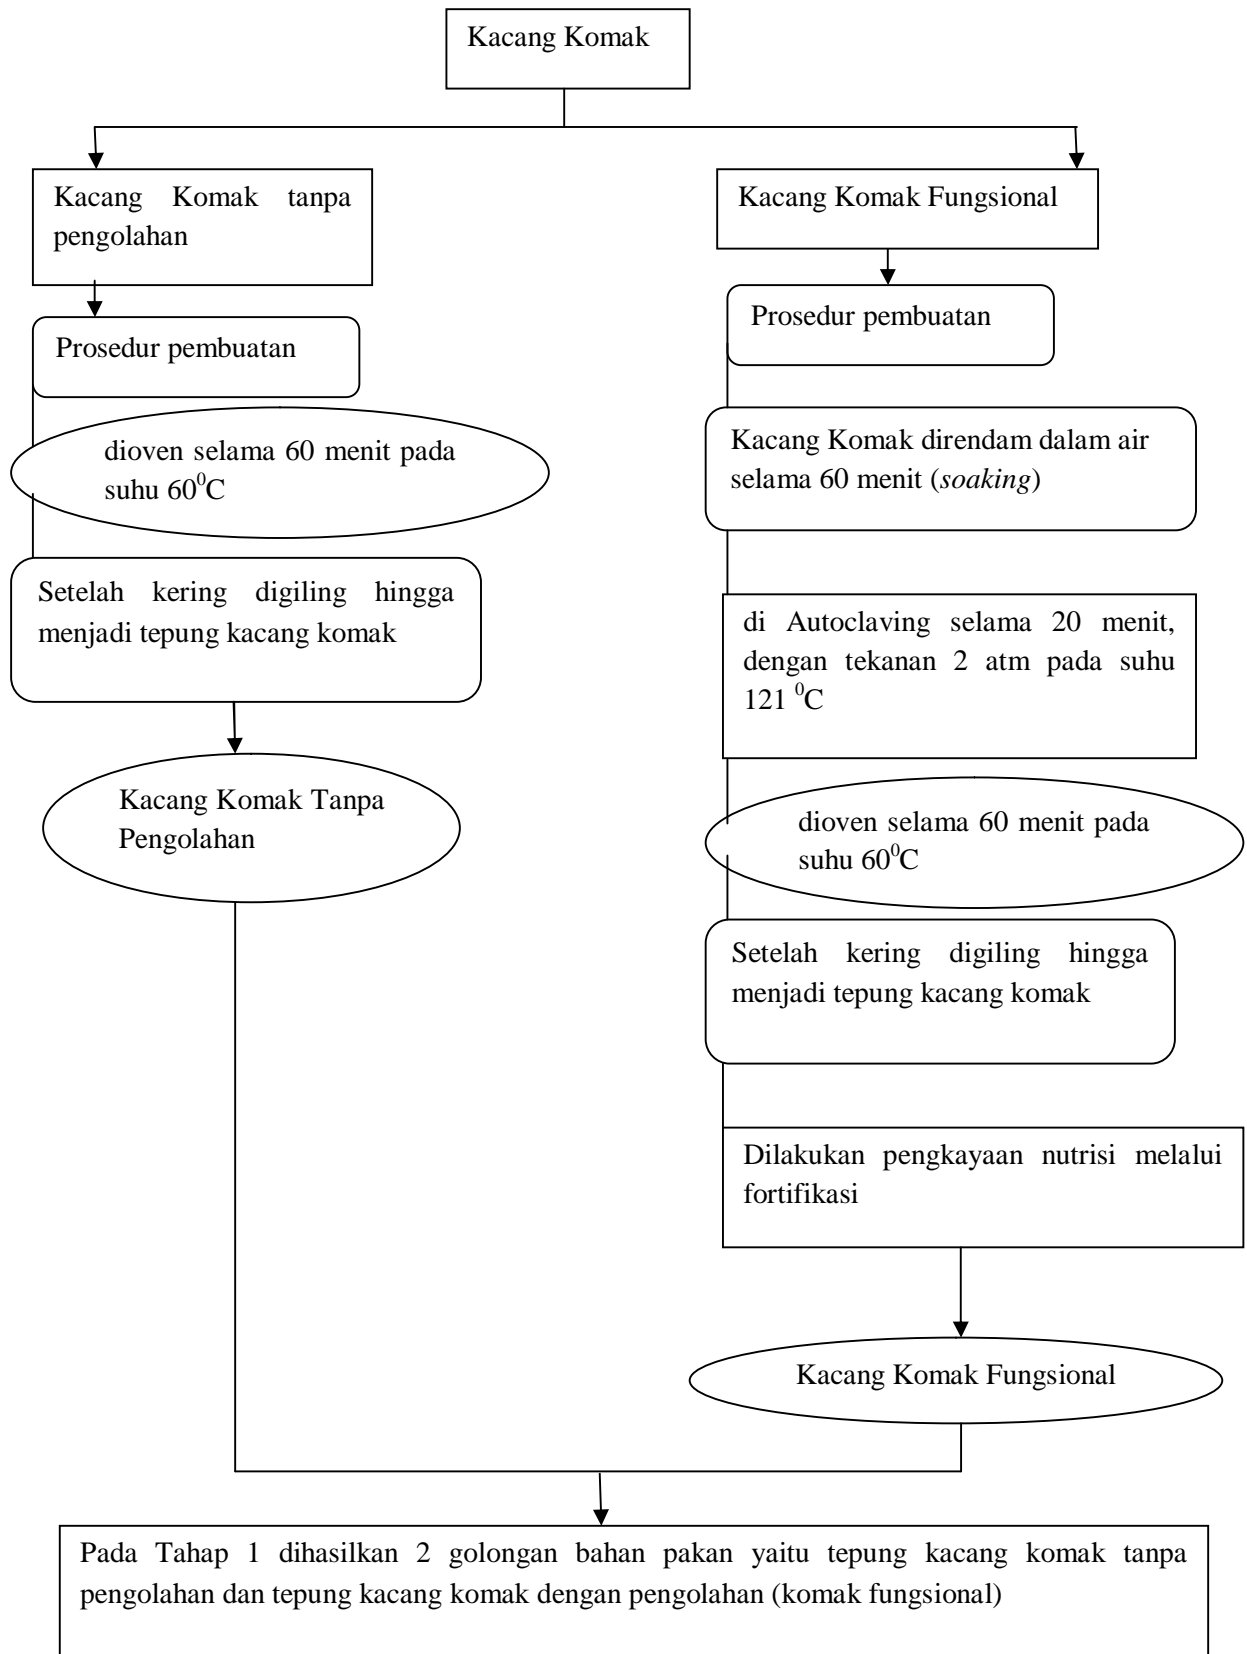 Kacang Komak
Kacang Komak tanpa
pengolahan
Prosedur pembuatan
dioven selama 60 menit pada
suhu 60⁰C
Setelah kering digiling hingga
menjadi tepung kacang komak
Kacang Komak Tanpa
Pengolahan
Kacang Komak Fungsional
Prosedur pembuatan
Kacang Komak direndam dalam air
selama 60 menit (soaking)
di Autoclaving selama 20 menit,
dengan tekanan 2 atm pada suhu
121 ⁰C
dioven selama 60 menit pada
suhu 60⁰C
Setelah kering digiling hingga
menjadi tepung kacang komak
Dilakukan pengkayaan nutrisi melalui
fortifikasi
Kacang Komak Fungsional
Pada Tahap 1 dihasilkan 2 golongan bahan pakan yaitu tepung kacang komak tanpa
pengolahan dan tepung kacang komak dengan pengolahan (komak fungsional)